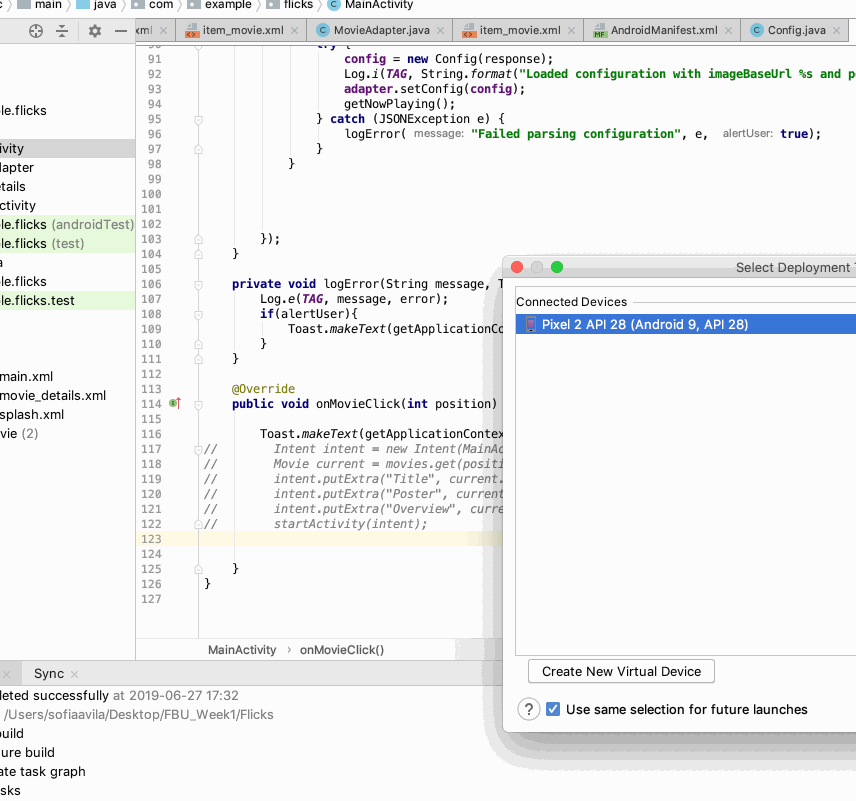 main java com example flicks MainActivity
xml item_movie.xml MovieAdapter.java item_movie.xml AndroidManifest.xml Config.java
90 try {
91 config = new Config(response);
92 Log.i(TAG, String.format("Loaded configuration with imageBaseUrl %s and p
93 adapter.setConfig(config);
94 getNowPlaying();
95 } catch (JSONException e) {
96 logError( message: "Failed parsing configuration", e, alertUser: true);
97 }
98 }
99
100
101
102
103 });
104 }
105
106 private void logError(String message, T
107 Log.e(TAG, message, error);
108 if(alertUser){
109 Toast.makeText(getApplicationCo
110 }
111 }
112
113 @Override
114 public void onMovieClick(int position)
115
116 Toast.makeText(getApplicationContex
117 // Intent intent = new Intent(MainAc
118 // Movie current = movies.get(positi
119 // intent.putExtra("Title", current.
120 // intent.putExtra("Poster", current
121 // intent.putExtra("Overview", curre
122 // startActivity(intent);
123
124
125 }
126 }
127
le.flicks
ivity
dapter
etails
ctivity
le.flicks (androidTest)
le.flicks (test)
a
le.flicks
le.flicks.test
main.xml
movie_details.xml
splash.xml
vie (2)
MainActivity › onMovieClick()
Select Deployment T
Connected Devices
Pixel 2 API 28 (Android 9, API 28)
Create New Virtual Device
? Use same selection for future launches
Sync
leted successfully at 2019-06-27 17:32
/Users/sofiaavila/Desktop/FBU_Week1/Flicks
build
ure build
ate task graph
sks